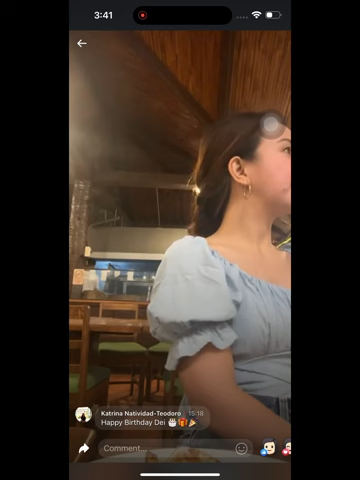 3:41
Katrina Natividad-Teodoro 15:18
Happy Birthday Dei 🎂🎁🎉
Comment...